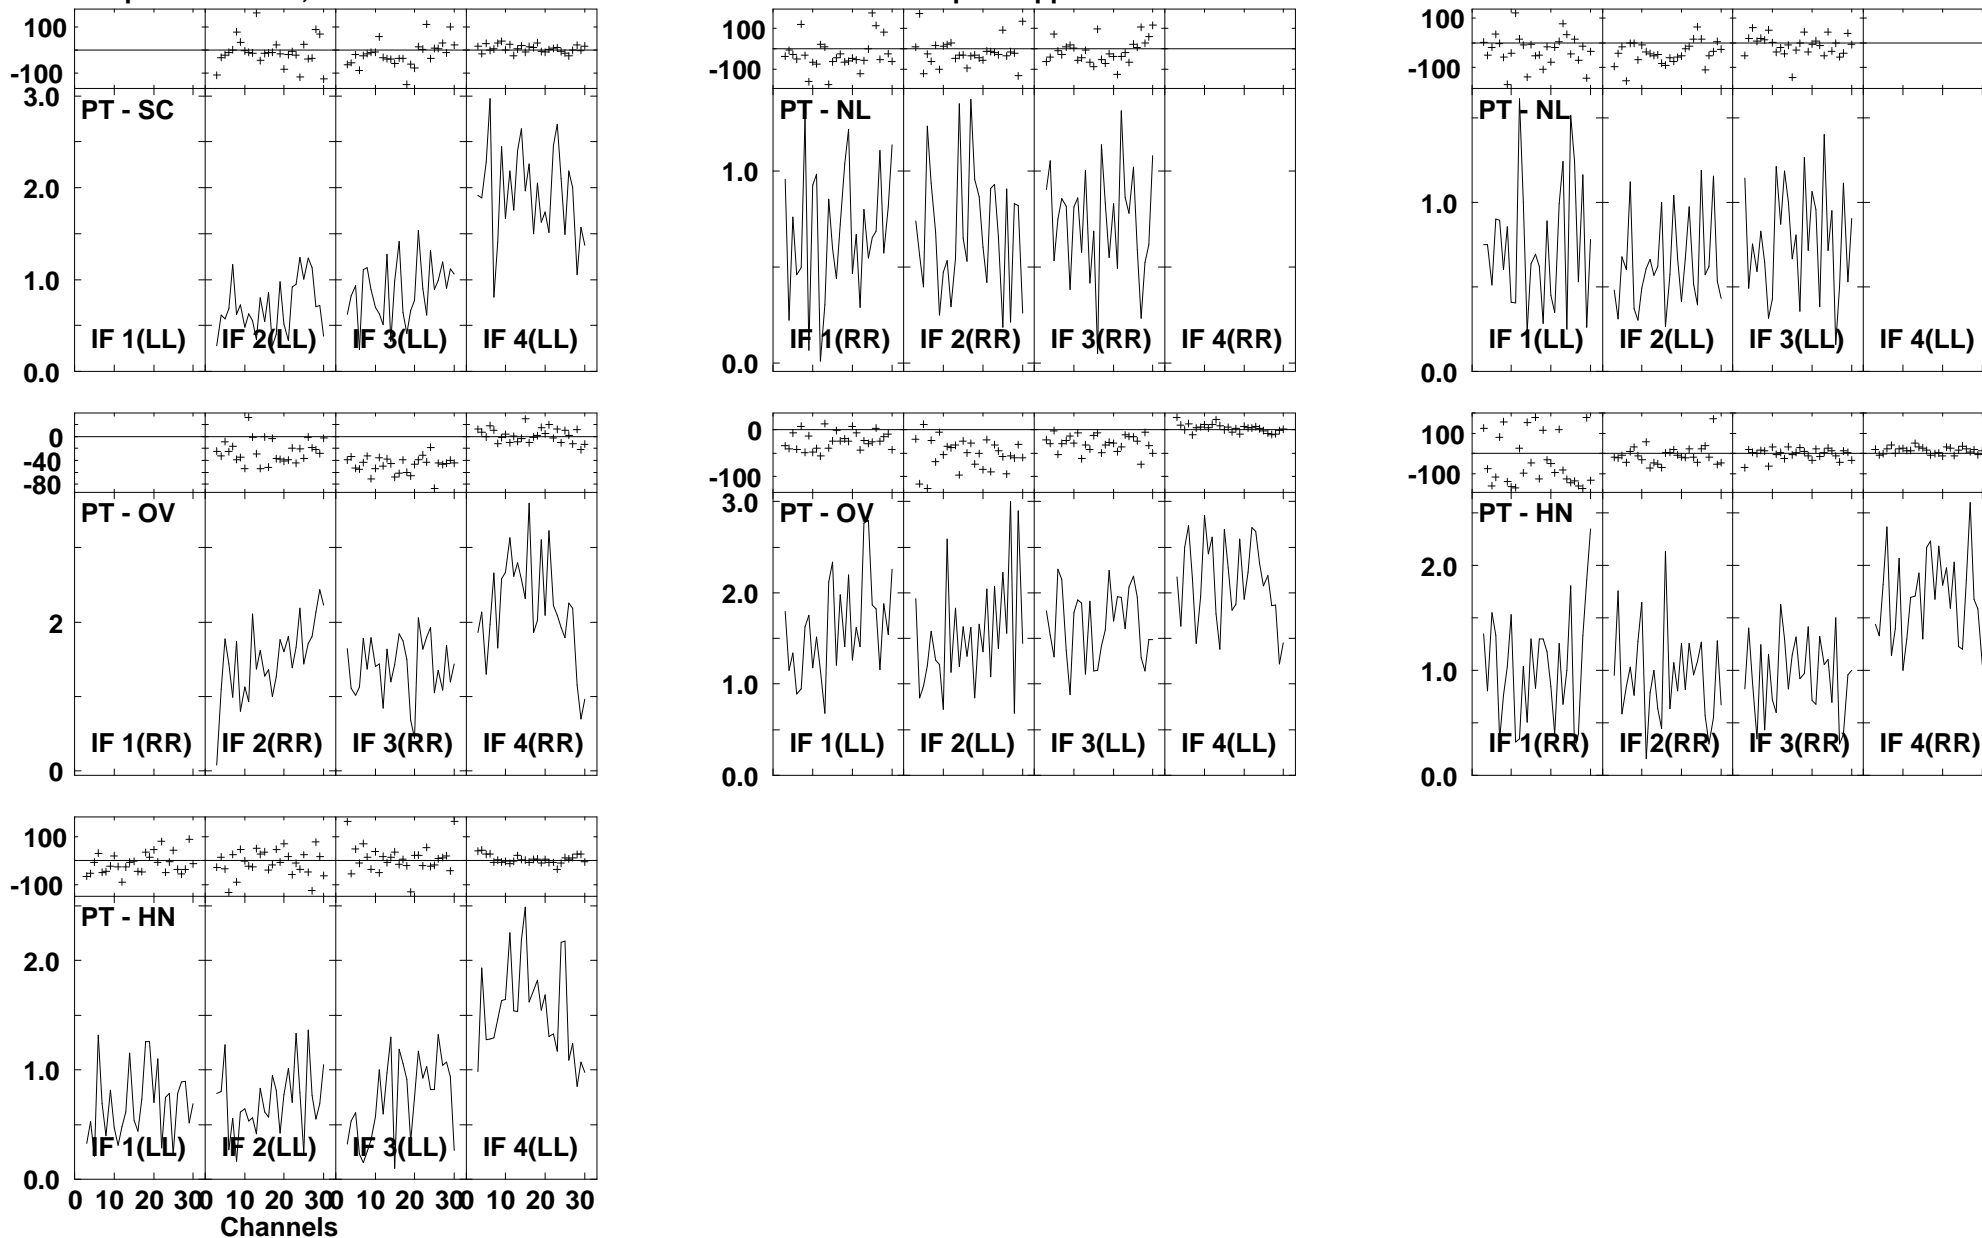 100
-100
3.0
PT - SC
2.0
1.0
IF 1(LL) IF 2(LL) IF 3(LL) IF 4(LL)
0.0
100
-100
PT - NL
1.0
IF 1(RR) IF 2(RR) IF 3(RR) IF 4(RR)
0.0
100
-100
PT - NL
1.0
IF 1(LL) IF 2(LL) IF 3(LL) IF 4(LL)
0.0
0
-40
-80
PT - OV
2
IF 1(RR) IF 2(RR) IF 3(RR) IF 4(RR)
0
0
-100
3.0
PT - OV
2.0
1.0
IF 1(LL) IF 2(LL) IF 3(LL) IF 4(LL)
0.0
100
-100
PT - HN
2.0
1.0
IF 1(RR) IF 2(RR) IF 3(RR) IF 4(RR)
0.0
100
-100
PT - HN
2.0
1.0
IF 1(LL) IF 2(LL) IF 3(LL) IF 4(LL)
0.0
0 10 20 30 0 10 20 30 0 10 20 30 0 10 20 30
Channels